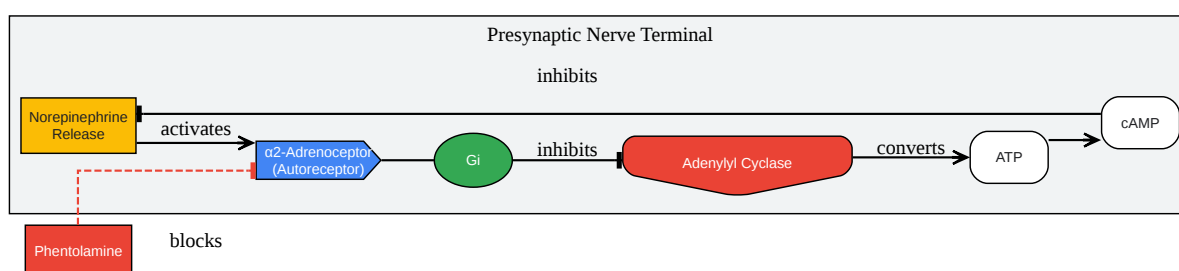 Presynaptic Nerve Terminal
inhibits
Norepinephrine
Release
activates
α2-Adrenoceptor
(Autoreceptor)
Gi
inhibits
Adenylyl Cyclase
converts
ATP
cAMP
Phentolamine
blocks